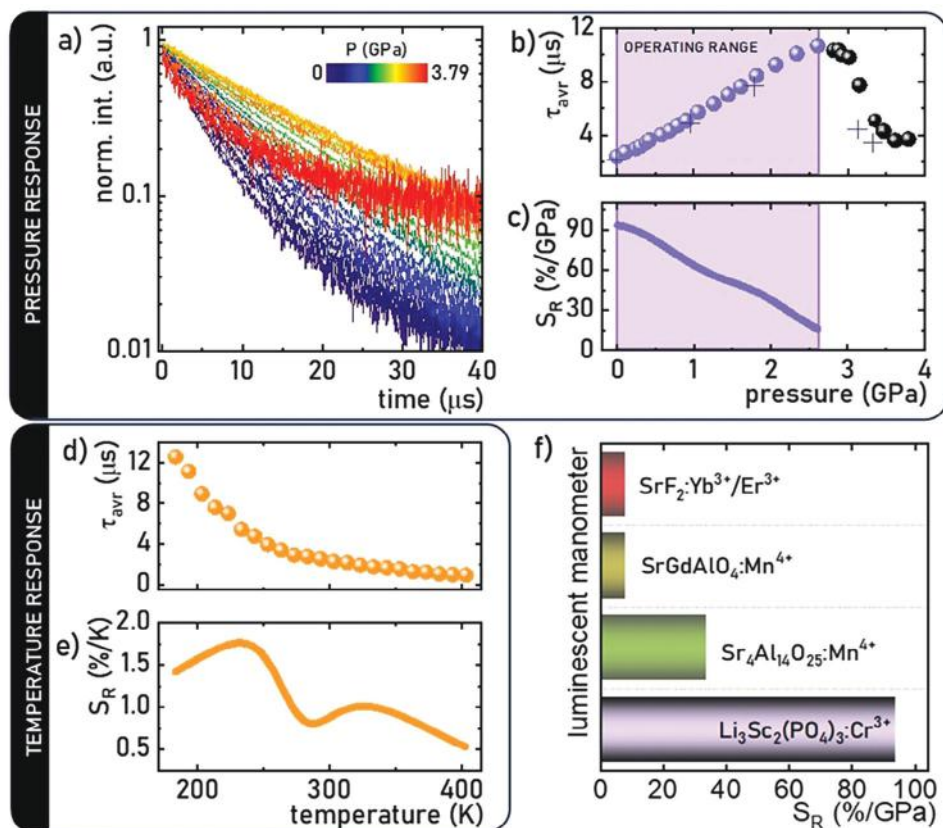 PRESSURE RESPONSE
a)
norm. int. (a.u.)
1
0.1
0.01
P (GPa)
0
3.79
0
10
20
30
40
time (μs)
b)
τavr (μs)
12
8
4
OPERATING RANGE
c)
SR (%/GPa)
90
60
30
0
0
1
2
3
4
pressure (GPa)
TEMPERATURE RESPONSE
d)
τavr (μs)
12
8
4
0
e)
SR (%/K)
2.0
1.5
1.0
0.5
200
250
300
350
400
temperature (K)
f)
luminescent manometer
SrF₂:Yb³⁺/Er³⁺
SrGdAlO₄:Mn⁴⁺
Sr₄Al₁₄O₂₅:Mn⁴⁺
Li₃Sc₂(PO₄)₃:Cr³⁺
0
20
40
60
80
100
SR (%/GPa)